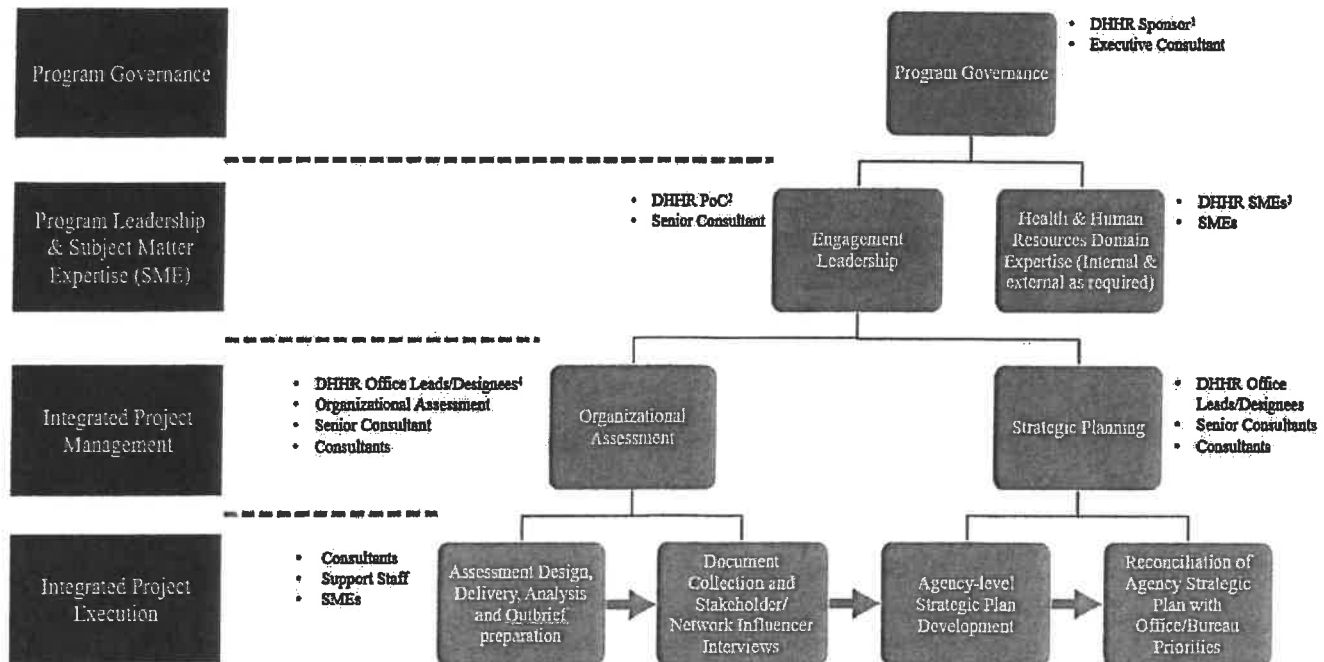 Program Governance
Program Governance
• DHHR Sponsor¹
• Executive Consultant
Program Leadership
& Subject Matter
Expertise (SME)
• DHHR PoC²
• Senior Consultant
Engagement
Leadership
Health & Human
Resources Domain
Expertise (Internal &
external as required)
• DHHR SMEs³
• SMEs
Integrated Project
Management
• DHHR Office Leads/Designees⁴
• Organizational Assessment
• Senior Consultant
• Consultants
Organizational
Assessment
Strategic Planning
• DHHR Office
Leads/Designees
• Senior Consultants
• Consultants
Integrated Project
Execution
• Consultants
• Support Staff
• SMEs
Assessment Design,
Delivery, Analysis
and Outbrief
preparation
Document
Collection and
Stakeholder/
Network Influencer
Interviews
Agency-level
Strategic Plan
Development
Reconciliation of
Agency Strategic
Plan with
Office/Bureau
Priorities